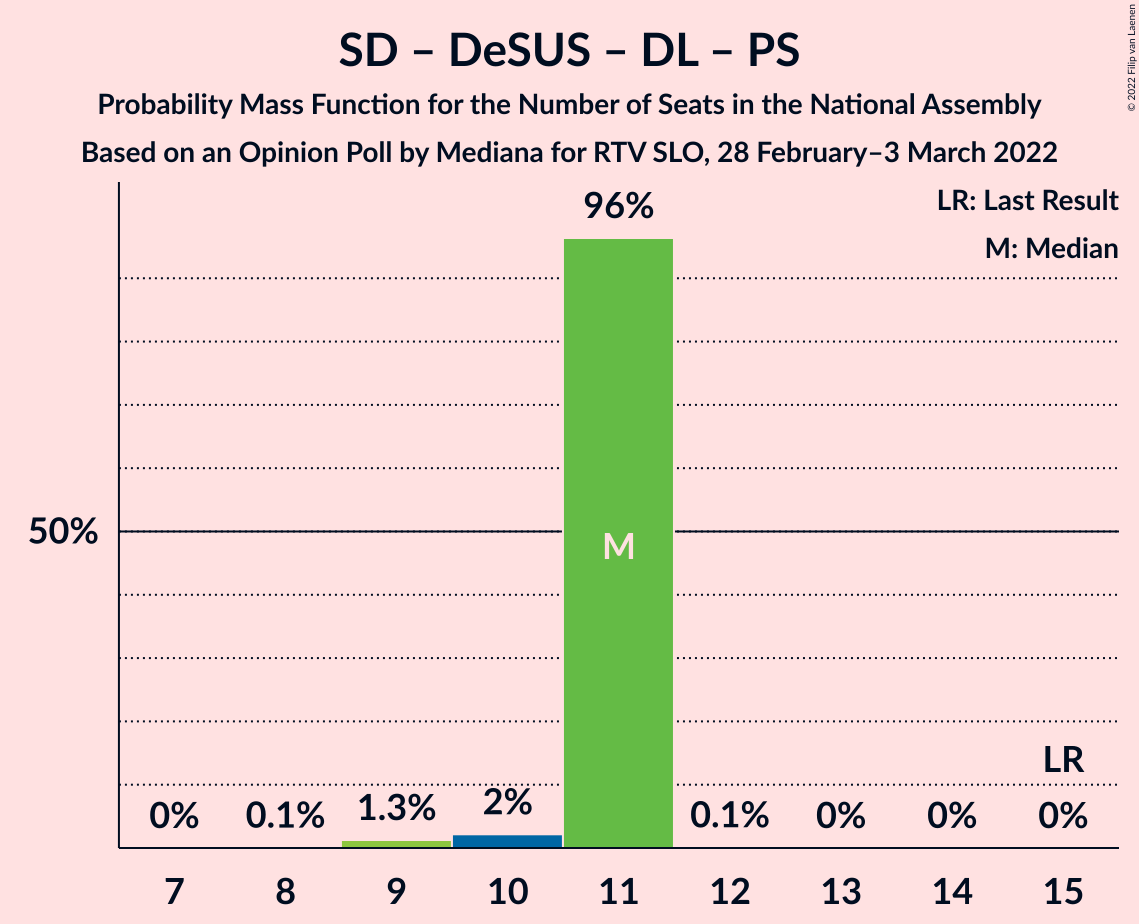 SD – DeSUS – DL – PS
Probability Mass Function for the Number of Seats in the National Assembly
Based on an Opinion Poll by Mediana for RTV SLO, 28 February–3 March 2022
© 2022 Filip van Laenen
LR: Last Result
M: Median
96%
50%
M
LR
0% 0.1% 1.3% 2% 0.1% 0% 0% 0%
7 8 9 10 11 12 13 14 15